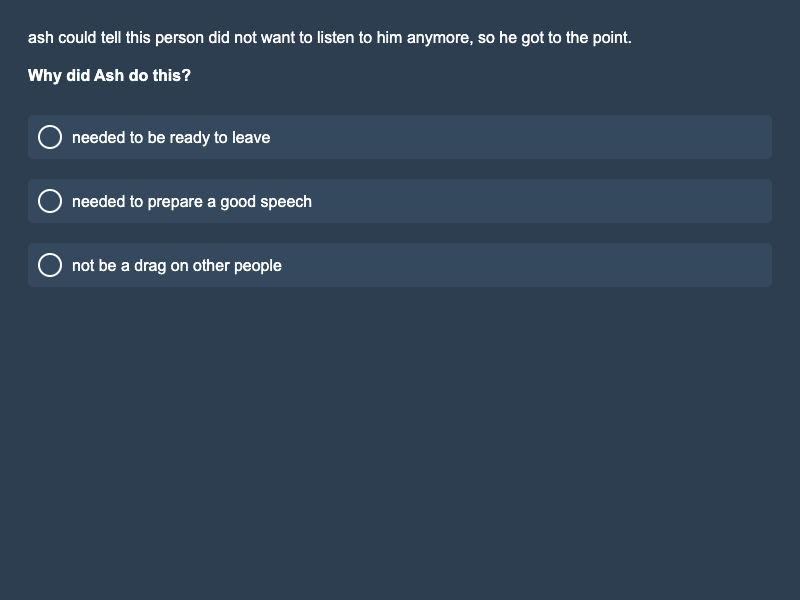 ash could tell this person did not want to listen to him anymore, so he got to the point.
Why did Ash do this?
needed to be ready to leave
needed to prepare a good speech
not be a drag on other people